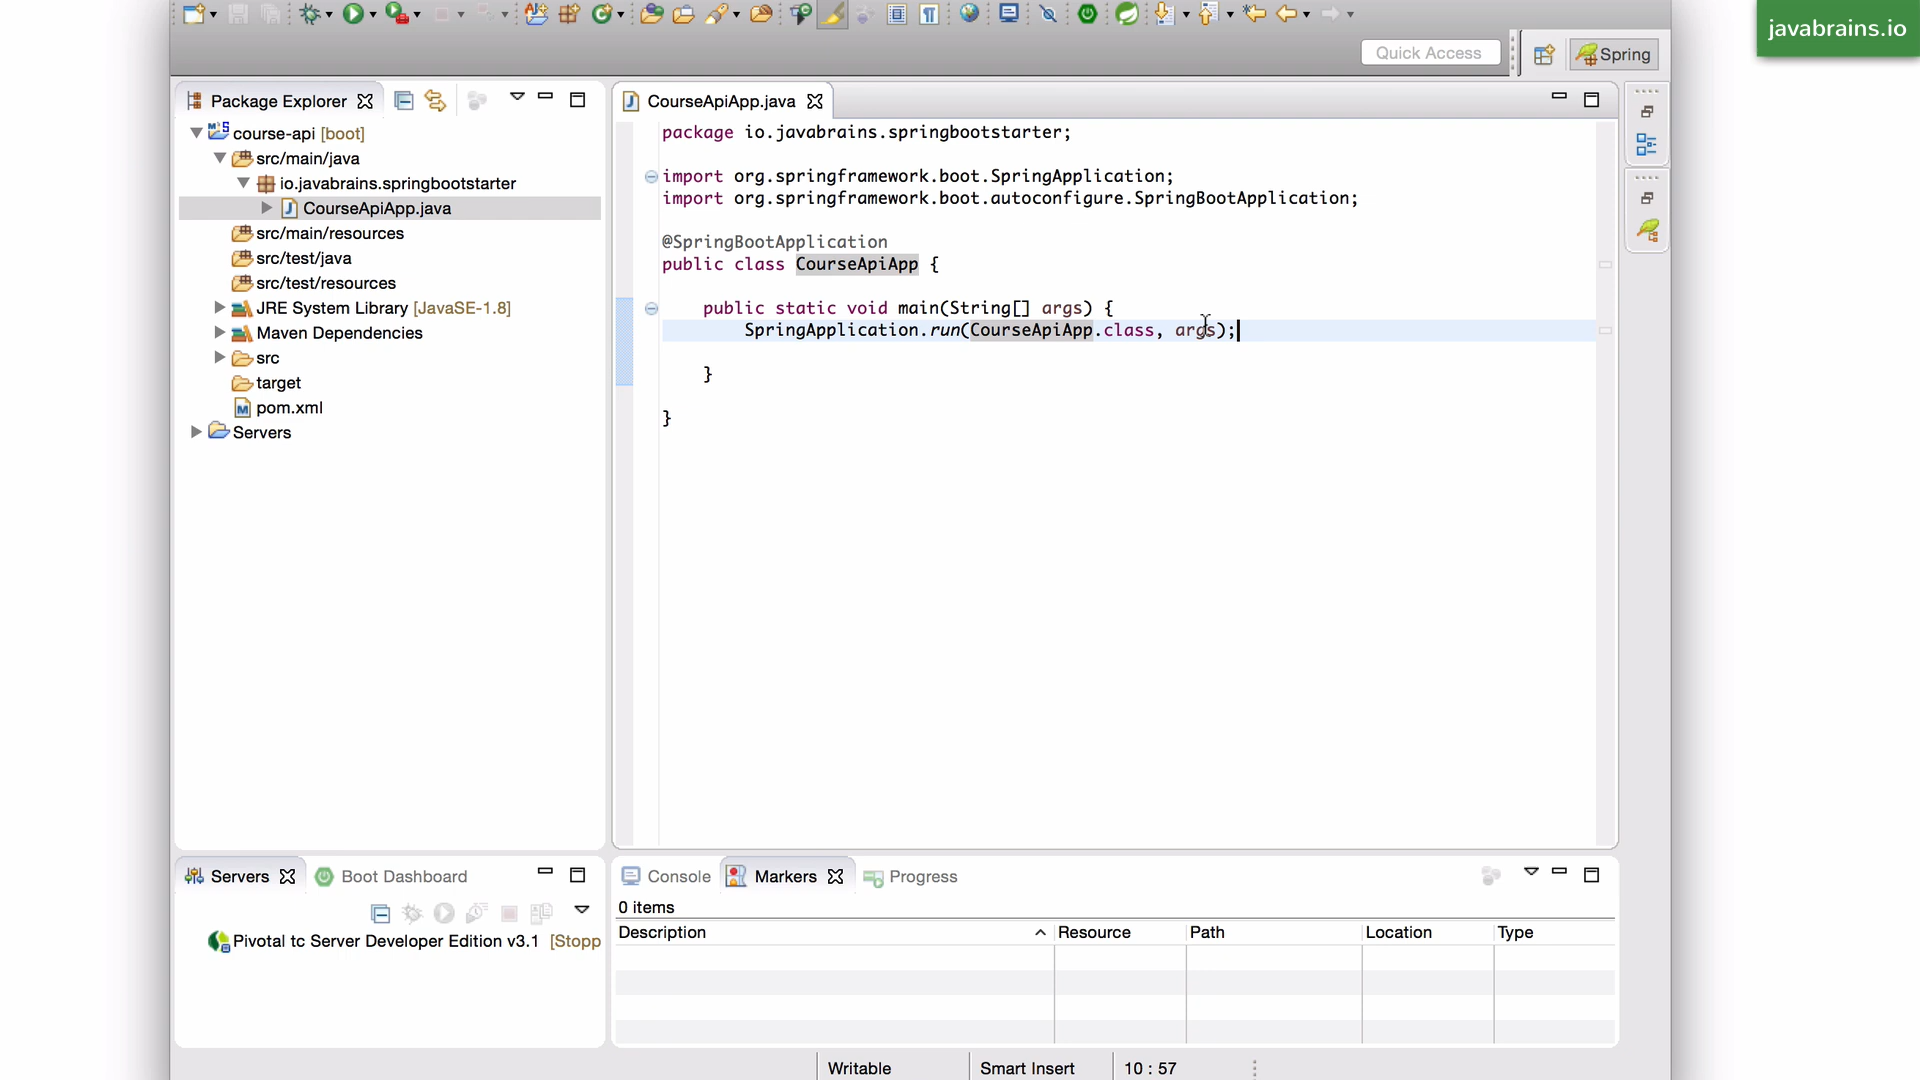 javabrains.io
Quick Access
Spring
Package Explorer
course-api [boot]
src/main/java
io.javabrains.springbootstarter
CourseApiApp.java
src/main/resources
src/test/java
src/test/resources
JRE System Library [JavaSE-1.8]
Maven Dependencies
src
target
pom.xml
Servers
CourseApiApp.java
package io.javabrains.springbootstarter;
import org.springframework.boot.SpringApplication;
import org.springframework.boot.autoconfigure.SpringBootApplication;
@SpringBootApplication
public class CourseApiApp {
public static void main(String[] args) {
SpringApplication.run(CourseApiApp.class, args);
}
}
Servers Boot Dashboard
Pivotal tc Server Developer Edition v3.1 [Stopp
Console Markers Progress
0 items
Description Resource Path Location Type
Writable Smart Insert 10 : 57